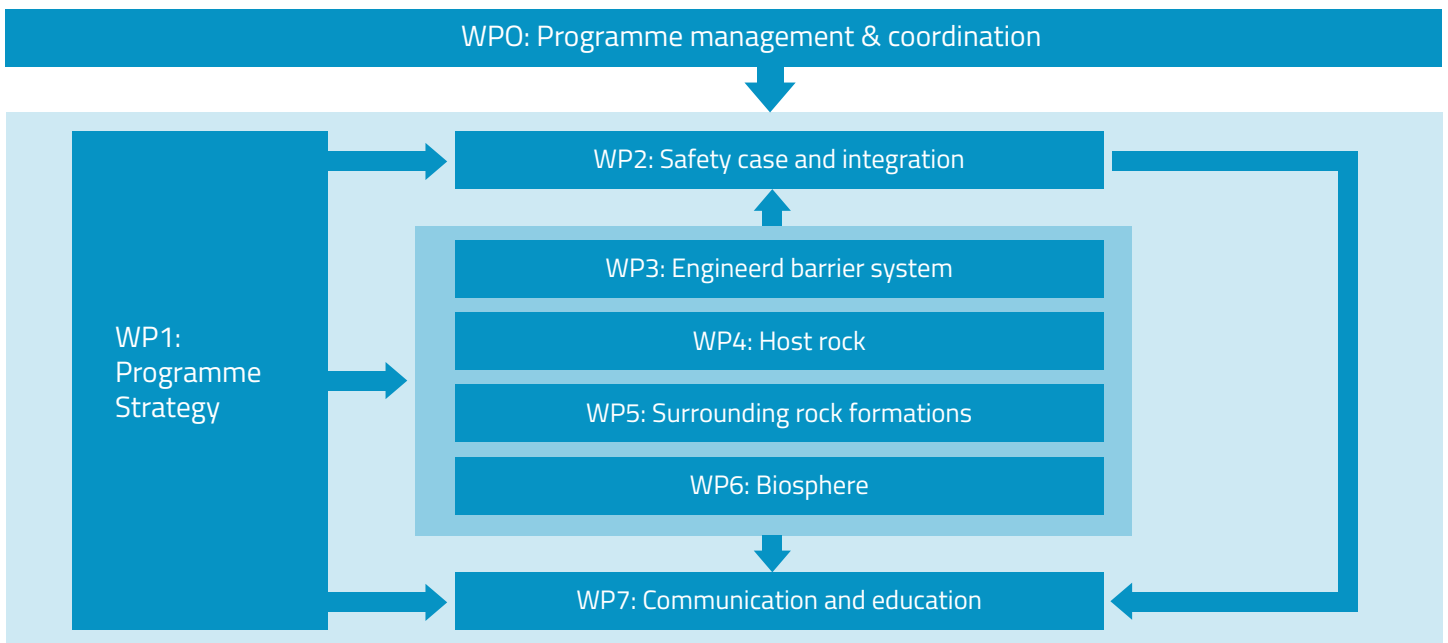 WP0: Programme management & coordination
WP1:
Programme
Strategy
WP2: Safety case and integration
WP3: Engineerd barrier system
WP4: Host rock
WP5: Surrounding rock formations
WP6: Biosphere
WP7: Communication and education